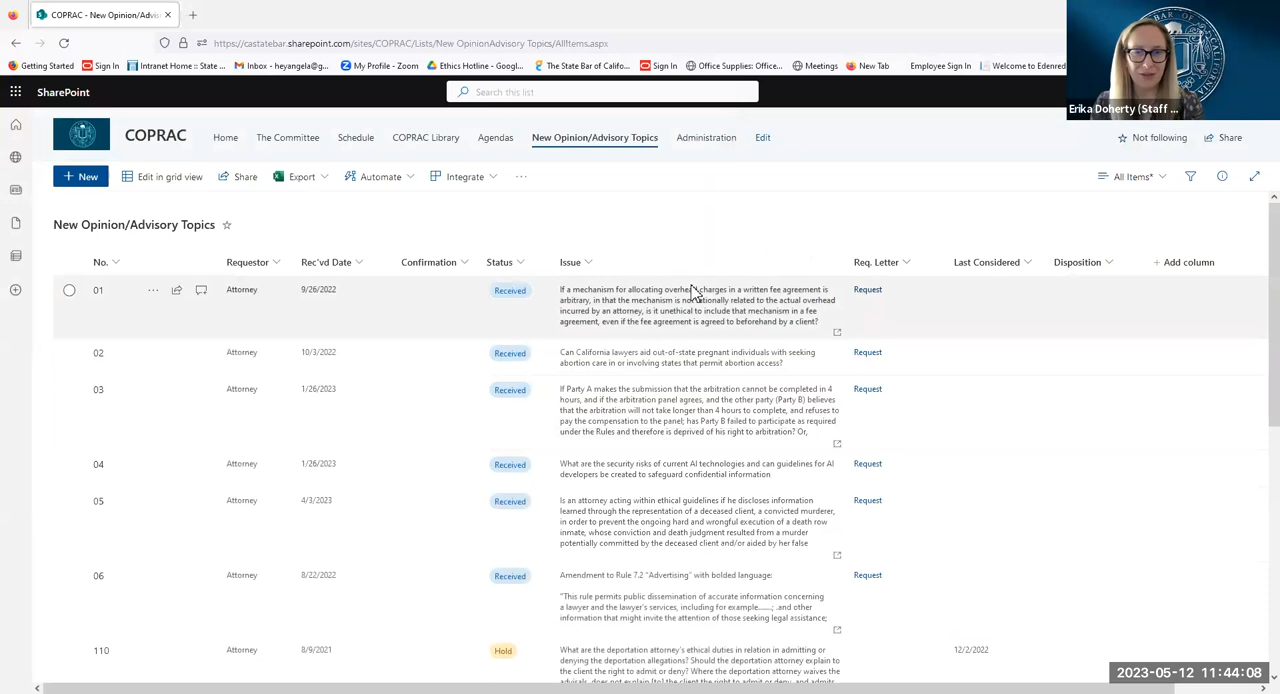 COPRAC - New Opinion/Advis
https://castatebar.sharepoint.com/sites/COPRAC/Lists/New OpinionAdvisory Topics/AllItems.aspx
Getting Started
Sign In
Intranet Home :: State ...
Inbox - heyangela@g...
My Profile - Zoom
Ethics Hotline - Googl...
The State Bar of Califo...
Sign In
Office Supplies: Office...
Meetings
New Tab
Employee Sign In
Welcome to Edenred
Erika Doherty (Staff ...
SharePoint
Search this list
COPRAC
Home
The Committee
Schedule
COPRAC Library
Agendas
New Opinion/Advisory Topics
Administration
Edit
Not following
Share
+ New
Edit in grid view
Share
Export
Automate
Integrate
...
All Items*
New Opinion/Advisory Topics
No.
Requestor
Rec'vd Date
Confirmation
Status
Issue
Req. Letter
Last Considered
Disposition
+ Add column
01
Attorney
9/26/2022
Received
If a mechanism for allocating overhead charges in a written fee agreement is
arbitrary, in that the mechanism is not rationally related to the actual overhead
incurred by an attorney, is it unethical to include that mechanism in a fee
agreement, even if the fee agreement is agreed to beforehand by a client?
Request
02
Attorney
10/3/2022
Received
Can California lawyers aid out-of-state pregnant individuals with seeking
abortion care in or involving states that permit abortion access?
Request
03
Attorney
1/26/2023
Received
If Party A makes the submission that the arbitration cannot be completed in 4
hours, and if the arbitration panel agrees, and the other party (Party B) believes
that the arbitration will not take longer than 4 hours to complete, and refuses to
pay the compensation to the panel; has Party B failed to participate as required
under the Rules and therefore is deprived of his right to arbitration? Or,
Request
04
Attorney
1/26/2023
Received
What are the security risks of current AI technologies and can guidelines for AI
developers be created to safeguard confidential information
Request
05
Attorney
4/3/2023
Received
Is an attorney acting within ethical guidelines if he discloses information
learned through the representation of a deceased client, a convicted murderer,
in order to prevent the ongoing hard and wrongful execution of a death row
inmate, whose conviction and death judgment resulted from a murder
potentially committed by the deceased client and/or aided by her false
Request
06
Attorney
8/22/2022
Received
Amendment to Rule 7.2 "Advertising" with bolded language:
"This rule permits public dissemination of accurate information concerning
a lawyer and the lawyer's services, including for example......; .and other
information that might invite the attention of those seeking legal assistance;
Request
110
Attorney
8/9/2021
Hold
What are the deportation attorney's ethical duties in relation in admitting or
denying the deportation allegations? Should the deportation attorney explain to
the client the right to admit or deny? Where the deportation attorney waives the
advisals, does not explain [to] the client the right to admit or deny, and admits
12/2/2022
2023-05-12 11:44:08